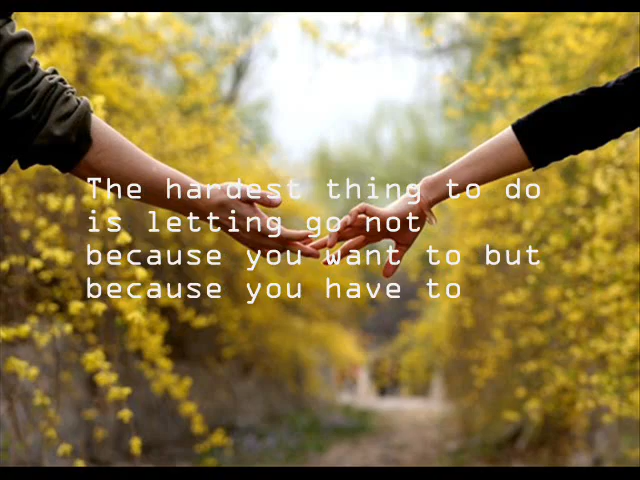 The hardest thing to do
is letting go not
because you want to but
because you have to